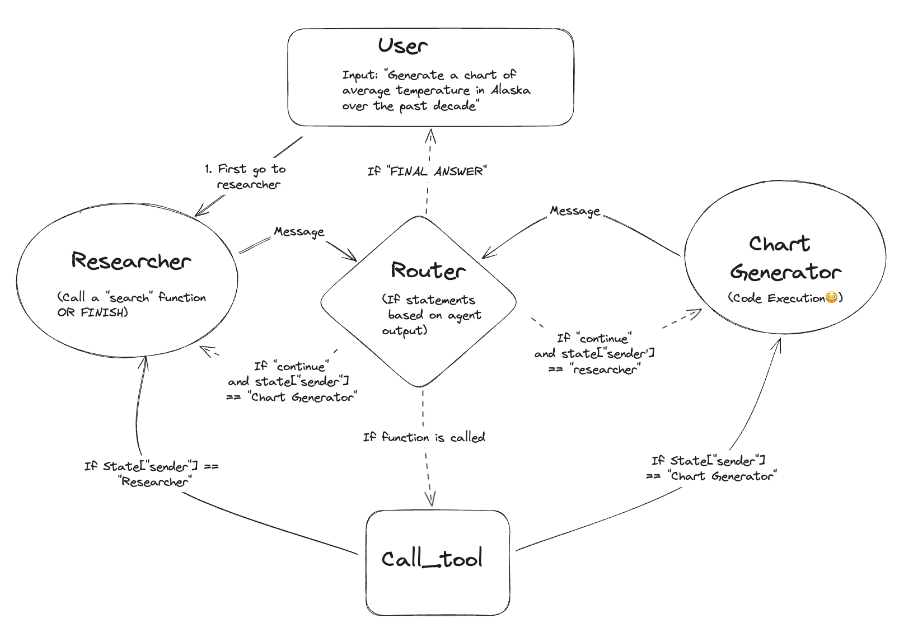 User
Input: "Generate a chart of
average temperature in Alaska
over the past decade"
1. First go to
researcher
If "FINAL ANSWER"
Message
Message
Researcher
(Call a "search" function
OR FINISH)
Router
(If statements
based on agent
output)
Chart
Generator
(Code Execution😳)
If "continue"
and state["sender"]
== "Chart Generator"
If "continue"
and state["sender']
== "researcher"
If function is called
If State["sender"] ==
"Researcher"
If State["sender"]
== "Chart Generator"
Call_tool